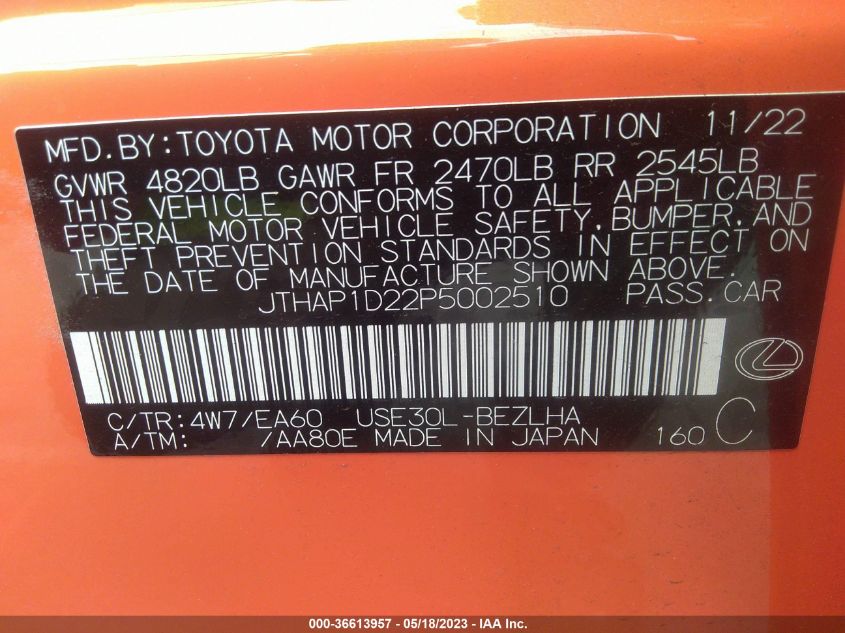 MFD. BY: TOYOTA MOTOR CORPORATION 11/22
GVWR 4820LB GAWR FR 2470LB RR 2545LB
THIS VEHICLE CONFORMS TO ALL APPLICABLE
FEDERAL MOTOR VEHICLE SAFETY, BUMPER, AND
THEFT PREVENTION STANDARDS IN EFFECT ON
THE DATE OF MANUFACTURE SHOWN ABOVE.
JTHAP1D22P5002510 PASS. CAR
C/TR: 4W7/EA60 USE30L-BEZLHA
A/TM: /AA80E MADE IN JAPAN 160 C
000-36613957 - 05/18/2023 - IAA Inc.